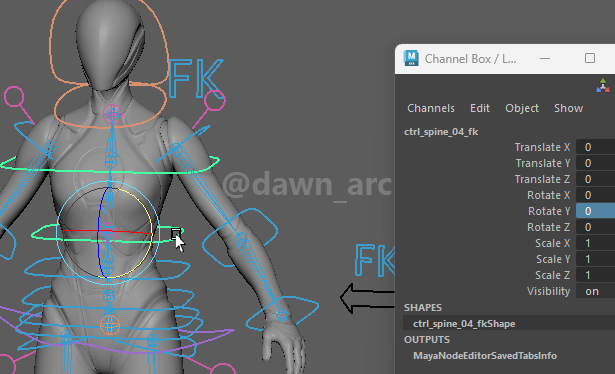 Channel Box / L...
Channels Edit Object Show
ctrl_spine_04_fk
Translate X 0
Translate Y 0
Translate Z 0
Rotate X 0
Rotate Y 0
Rotate Z 0
Scale X 1
Scale Y 1
Scale Z 1
Visibility on
SHAPES
ctrl_spine_04_fkShape
OUTPUTS
MayaNodeEditorSavedTabsInfo
FK
@dawn_arc
FK